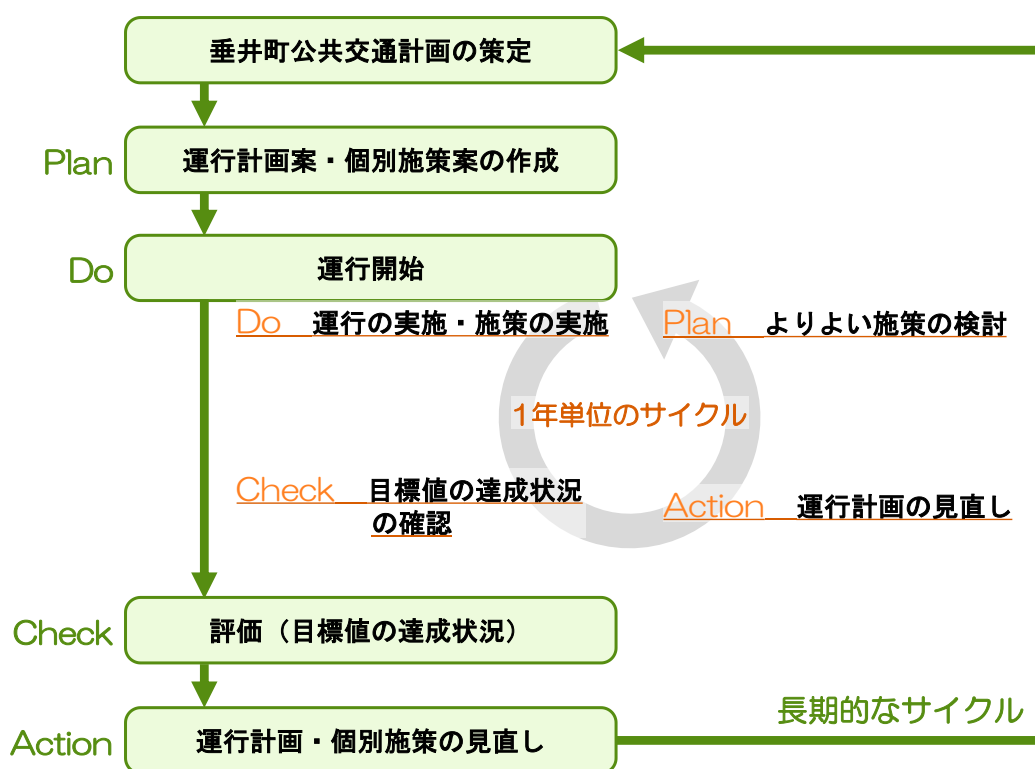 垂井町公共交通計画の策定
Plan 運行計画案・個別施策案の作成
Do 運行開始
Do 運行の実施・施策の実施
Plan よりよい施策の検討
1年単位のサイクル
Check 目標値の達成状況
の確認
Action 運行計画の見直し
Check 評価（目標値の達成状況）
長期的なサイクル
Action 運行計画・個別施策の見直し